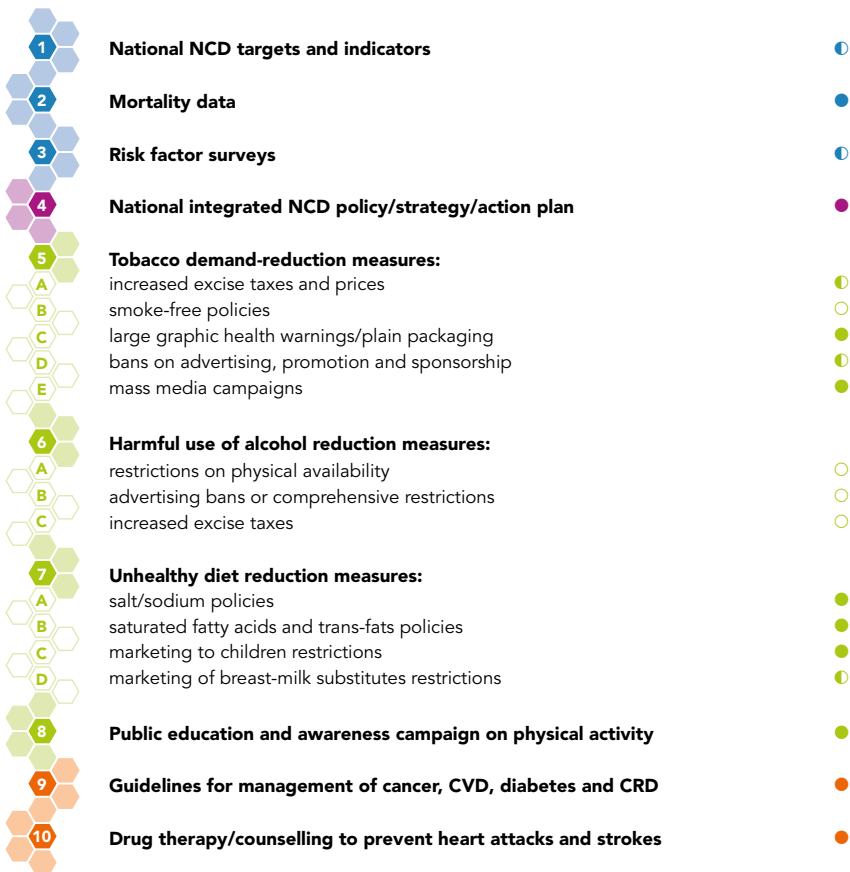 1 National NCD targets and indicators
2 Mortality data
3 Risk factor surveys
4 National integrated NCD policy/strategy/action plan
5 Tobacco demand-reduction measures:
A increased excise taxes and prices
B smoke-free policies
C large graphic health warnings/plain packaging
D bans on advertising, promotion and sponsorship
E mass media campaigns
6 Harmful use of alcohol reduction measures:
A restrictions on physical availability
B advertising bans or comprehensive restrictions
C increased excise taxes
7 Unhealthy diet reduction measures:
A salt/sodium policies
B saturated fatty acids and trans-fats policies
C marketing to children restrictions
D marketing of breast-milk substitutes restrictions
8 Public education and awareness campaign on physical activity
9 Guidelines for management of cancer, CVD, diabetes and CRD
10 Drug therapy/counselling to prevent heart attacks and strokes